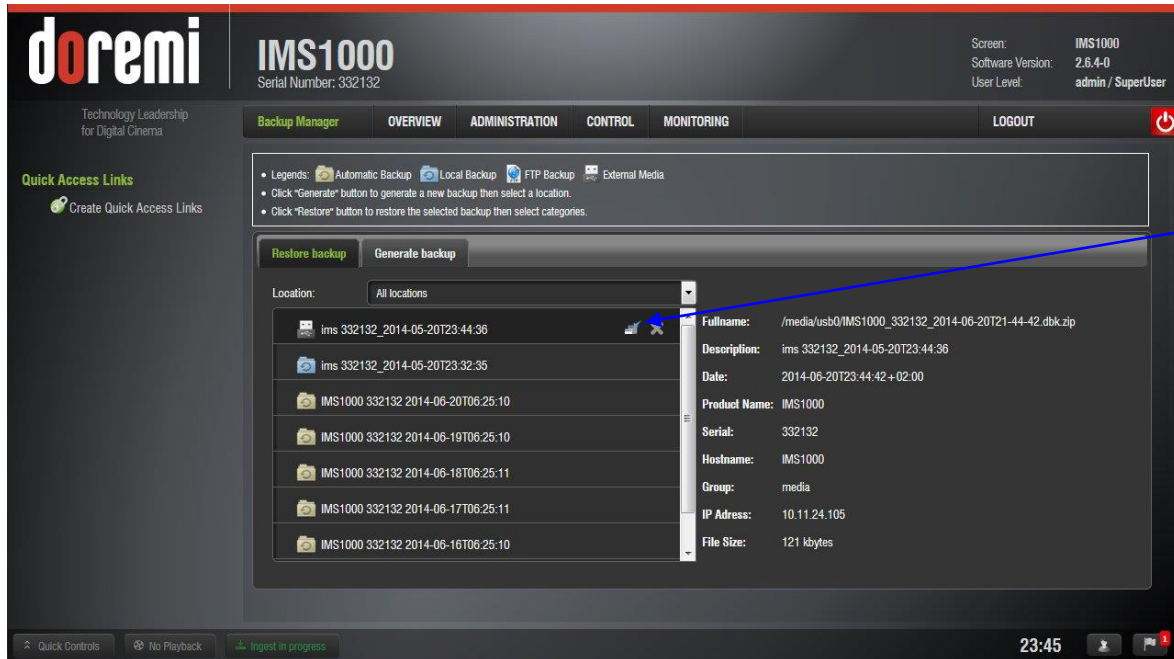 doremi
Technology Leadership
for Digital Cinema
IMS1000
Serial Number: 332132
Screen: IMS1000
Software Version: 2.6.4-0
User Level: admin / SuperUser
Backup Manager OVERVIEW ADMINISTRATION CONTROL MONITORING LOGOUT
Quick Access Links
Create Quick Access Links
• Legends: Automatic Backup Local Backup FTP Backup External Media
• Click "Generate" button to generate a new backup then select a location.
• Click "Restore" button to restore the selected backup then select categories.
Restore backup Generate backup
Location: All locations
ims 332132_2014-05-20T23:44:36
ims 332132_2014-05-20T23:32:35
IMS1000 332132 2014-06-20T06:25:10
IMS1000 332132 2014-06-19T06:25:10
IMS1000 332132 2014-06-18T06:25:11
IMS1000 332132 2014-06-17T06:25:11
IMS1000 332132 2014-06-16T06:25:10
Fullname: /media/usb0/IMS1000_332132_2014-06-20T21-44-42.dbk.zip
Description: ims 332132_2014-05-20T23:44:36
Date: 2014-06-20T23:44:42+02:00
Product Name: IMS1000
Serial: 332132
Hostname: IMS1000
Group: media
IP Adress: 10.11.24.105
File Size: 121 kbytes
Quick Controls No Playback Ingest in progress 23:45 1